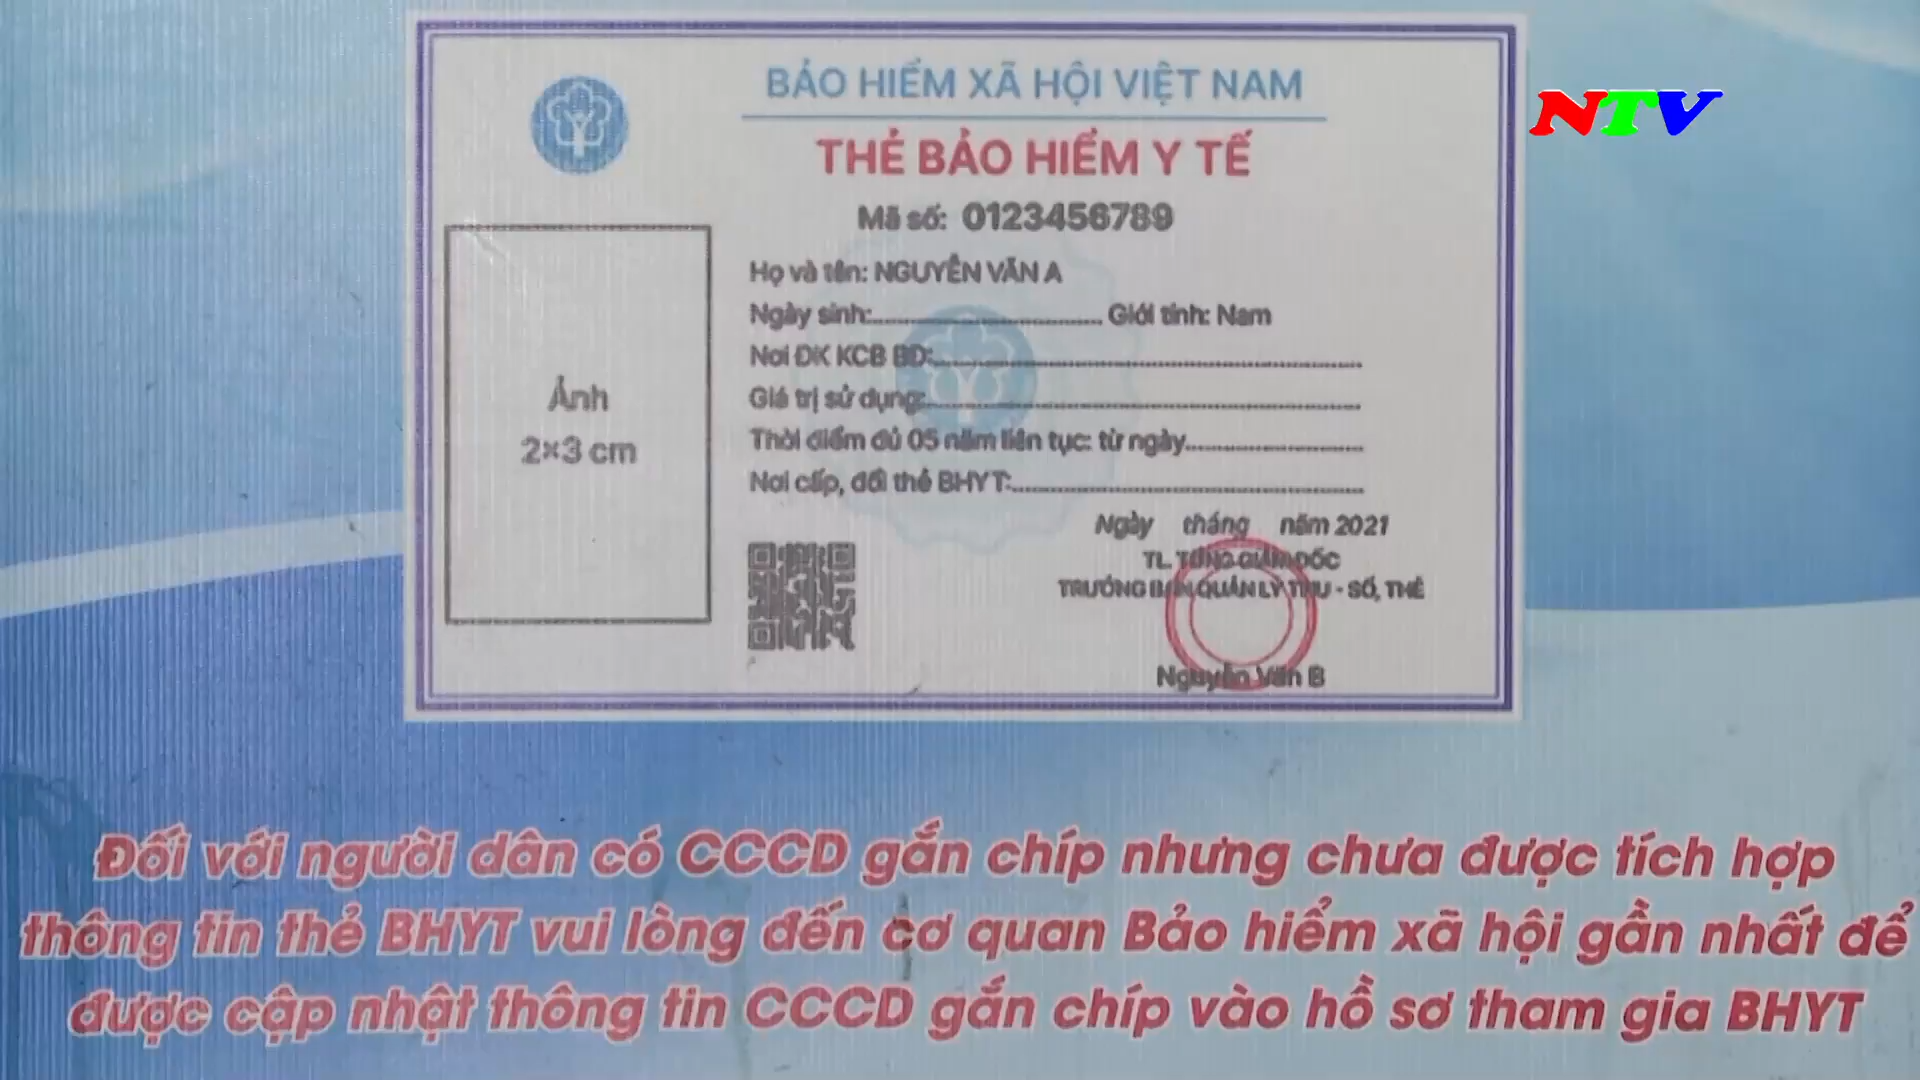 BẢO HIỂM XÃ HỘI VIỆT NAM
NTV
THẺ BẢO HIỂM Y TẾ
Mã số: 0123456789
Họ và tên: NGUYỄN VĂN A
Ngày sinh:.......................................... Giới tính: Nam
Nơi ĐK KCB BĐ:..........................................
Giá trị sử dụng:..........................................
Thời điểm đủ 05 năm liên tục: từ ngày..........................................
Nơi cấp, đổi thẻ BHYT:..........................................
Ảnh
2×3 cm
Ngày tháng năm 2021
TL. TỔNG GIÁM ĐỐC
TRƯỞNG BAN QUẢN LÝ THU - SỔ, THẺ
Nguyễn Văn B
Đối với người dân có CCCD gắn chíp nhưng chưa được tích hợp
thông tin thẻ BHYT vui lòng đến cơ quan Bảo hiểm xã hội gần nhất để
được cập nhật thông tin CCCD gắn chíp vào hồ sơ tham gia BHYT